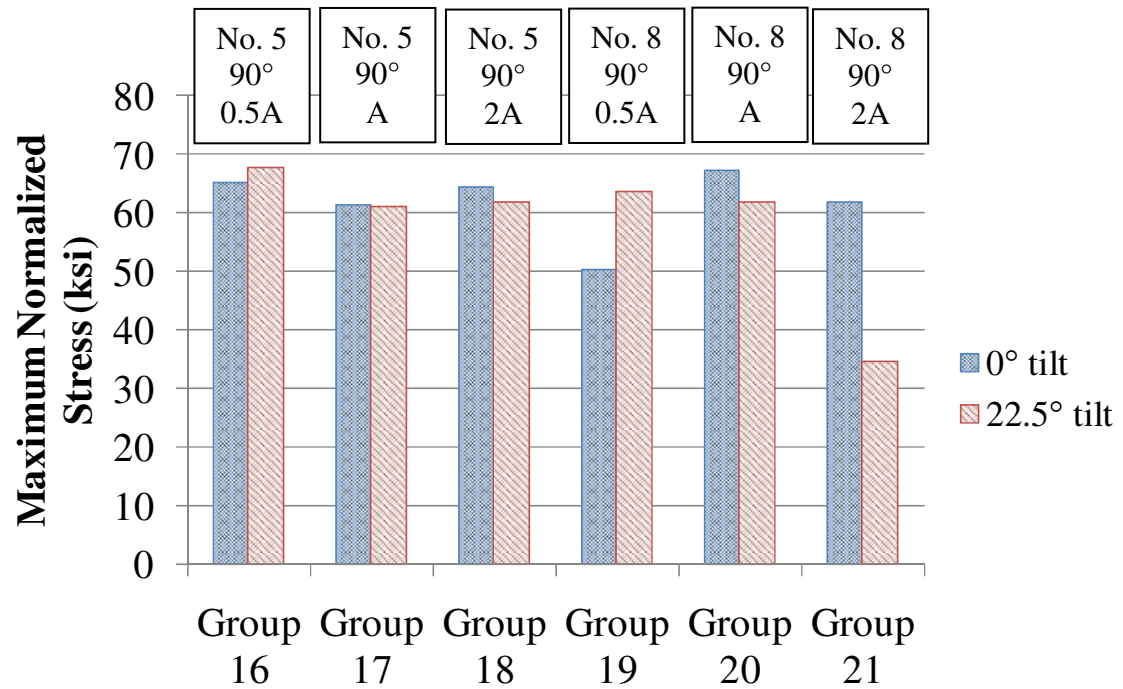 No. 5
90°
0.5A
No. 5
90°
A
No. 5
90°
2A
No. 8
90°
0.5A
No. 8
90°
A
No. 8
90°
2A
Maximum Normalized
Stress (ksi)
80
70
60
50
40
30
20
10
0
Group
16
Group
17
Group
18
Group
19
Group
20
Group
21
0° tilt
22.5° tilt